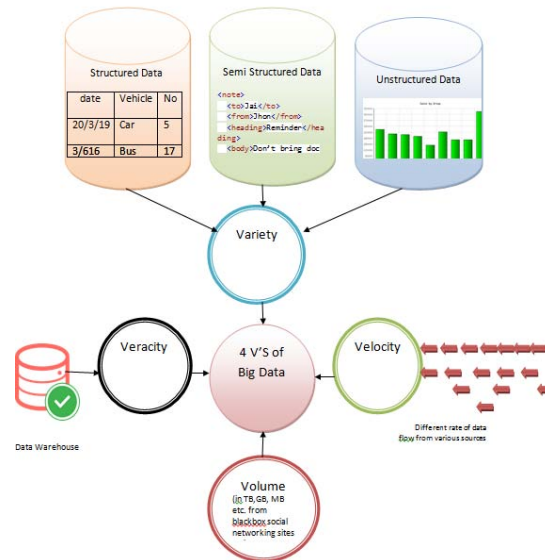 Structured Data
date Vehicle No
20/3/19 Car 5
3/616 Bus 17
Semi Structured Data
<note>
<to>Jai</to>
<from>Jhon</from>
<heading>Reminder</hea
ding>
<body>Don't bring doc
Unstructured Data
Variety
Veracity
4 V'S of
Big Data
Velocity
Data Warehouse
Different rate of data
flow from various sources
Volume
(in TB,GB, MB
etc. from
blackbox social
networking sites